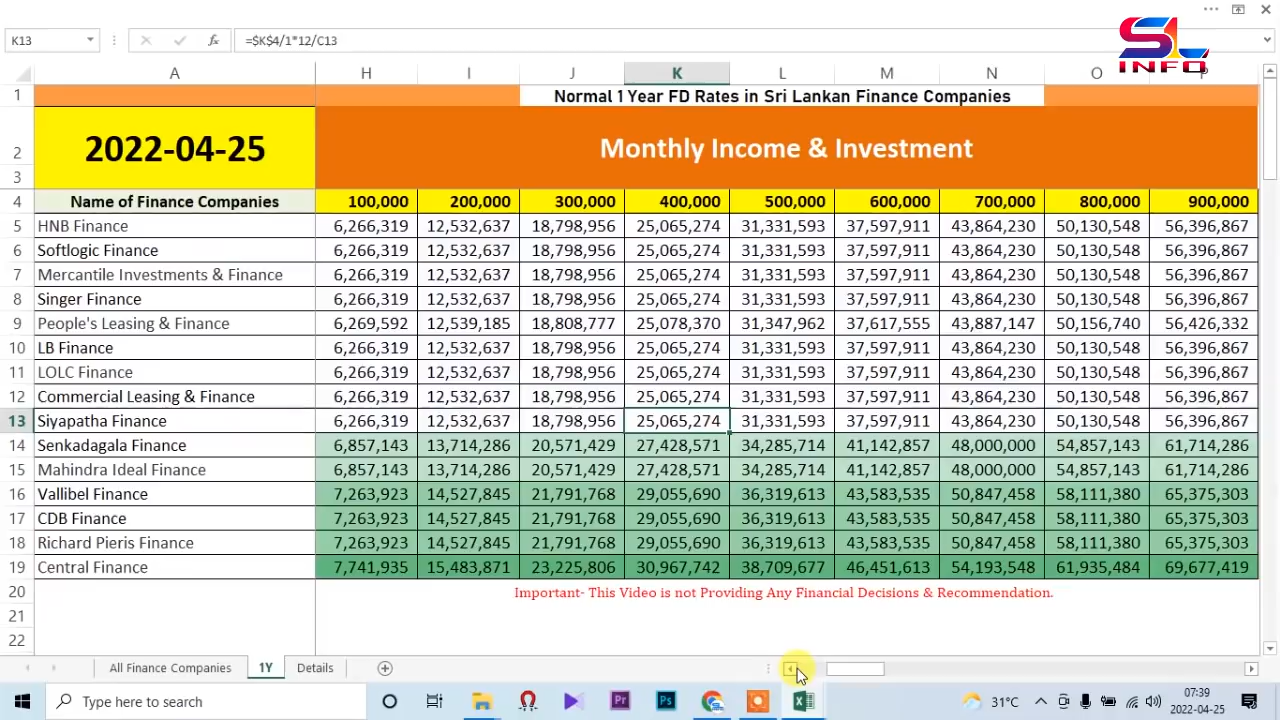 SL
INFO
K13
fx
=$K$4/1*12/C13
A H I J K L M N O P
1 Normal 1 Year FD Rates in Sri Lankan Finance Companies
2 2022-04-25 Monthly Income & Investment
3
4 Name of Finance Companies 100,000 200,000 300,000 400,000 500,000 600,000 700,000 800,000 900,000
5 HNB Finance 6,266,319 12,532,637 18,798,956 25,065,274 31,331,593 37,597,911 43,864,230 50,130,548 56,396,867
6 Softlogic Finance 6,266,319 12,532,637 18,798,956 25,065,274 31,331,593 37,597,911 43,864,230 50,130,548 56,396,867
7 Mercantile Investments & Finance 6,266,319 12,532,637 18,798,956 25,065,274 31,331,593 37,597,911 43,864,230 50,130,548 56,396,867
8 Singer Finance 6,266,319 12,532,637 18,798,956 25,065,274 31,331,593 37,597,911 43,864,230 50,130,548 56,396,867
9 People's Leasing & Finance 6,269,592 12,539,185 18,808,777 25,078,370 31,347,962 37,617,555 43,887,147 50,156,740 56,426,332
10 LB Finance 6,266,319 12,532,637 18,798,956 25,065,274 31,331,593 37,597,911 43,864,230 50,130,548 56,396,867
11 LOLC Finance 6,266,319 12,532,637 18,798,956 25,065,274 31,331,593 37,597,911 43,864,230 50,130,548 56,396,867
12 Commercial Leasing & Finance 6,266,319 12,532,637 18,798,956 25,065,274 31,331,593 37,597,911 43,864,230 50,130,548 56,396,867
13 Siyapatha Finance 6,266,319 12,532,637 18,798,956 25,065,274 31,331,593 37,597,911 43,864,230 50,130,548 56,396,867
14 Senkadagala Finance 6,857,143 13,714,286 20,571,429 27,428,571 34,285,714 41,142,857 48,000,000 54,857,143 61,714,286
15 Mahindra Ideal Finance 6,857,143 13,714,286 20,571,429 27,428,571 34,285,714 41,142,857 48,000,000 54,857,143 61,714,286
16 Vallibel Finance 7,263,923 14,527,845 21,791,768 29,055,690 36,319,613 43,583,535 50,847,458 58,111,380 65,375,303
17 CDB Finance 7,263,923 14,527,845 21,791,768 29,055,690 36,319,613 43,583,535 50,847,458 58,111,380 65,375,303
18 Richard Pieris Finance 7,263,923 14,527,845 21,791,768 29,055,690 36,319,613 43,583,535 50,847,458 58,111,380 65,375,303
19 Central Finance 7,741,935 15,483,871 23,225,806 30,967,742 38,709,677 46,451,613 54,193,548 61,935,484 69,677,419
20 Important- This Video is not Providing Any Financial Decisions & Recommendation.
21
22
All Finance Companies 1Y Details
Type here to search Pr Ps 31°C 07:39
2022-04-25